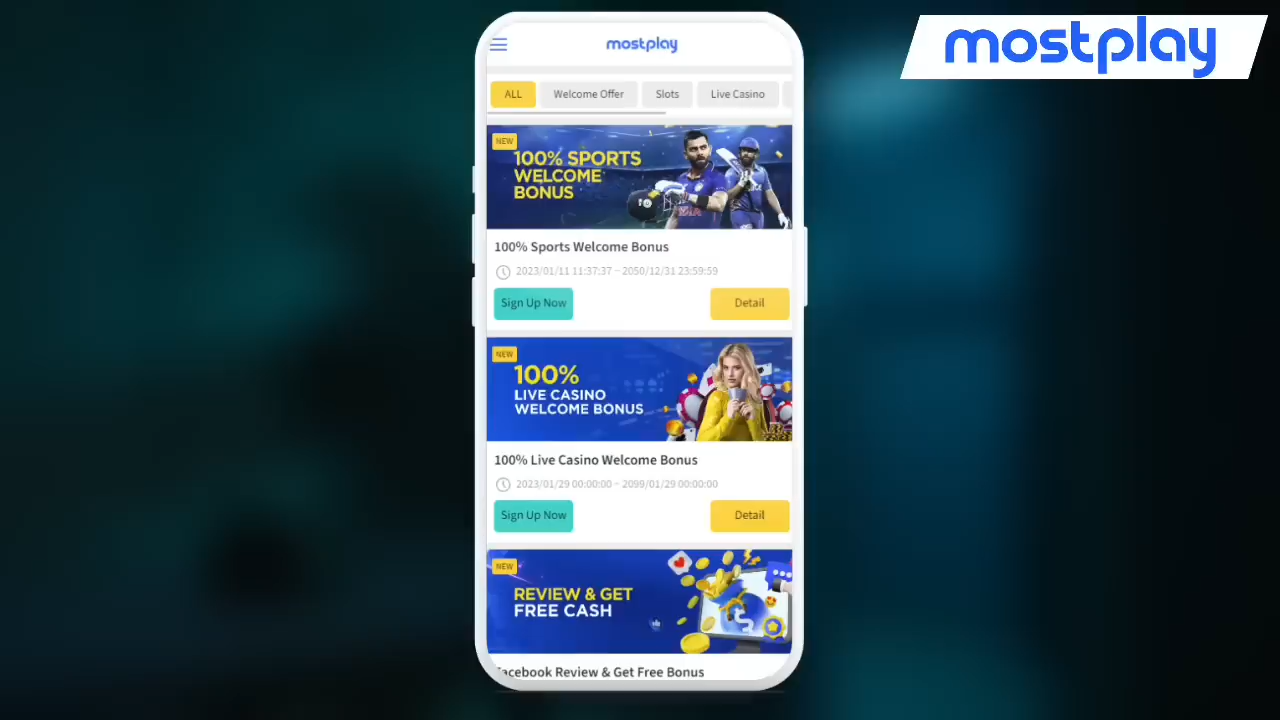 mostplay
mostplay
ALL
Welcome Offer
Slots
Live Casino
NEW
100% SPORTS
WELCOME
BONUS
INDIA
100% Sports Welcome Bonus
2023/01/11 11:37:37 ~ 2050/12/31 23:59:59
Sign Up Now
Detail
NEW
100%
LIVE CASINO
WELCOME BONUS
100% Live Casino Welcome Bonus
2023/01/29 00:00:00 ~ 2099/01/29 00:00:00
Sign Up Now
Detail
NEW
REVIEW & GET
FREE CASH
Facebook Review & Get Free Bonus